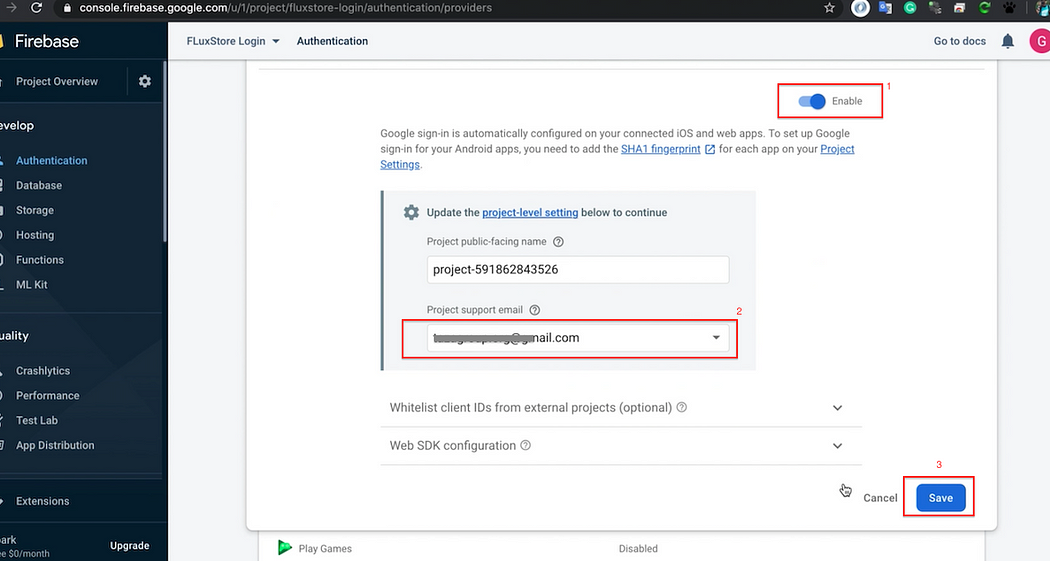 console.firebase.google.com/u/1/project/fluxstore-login/authentication/providers
Firebase
FLuxStore Login
Authentication
Go to docs
G
Project Overview
evelop
Authentication
Database
Storage
Hosting
Functions
ML Kit
uality
Crashlytics
Performance
Test Lab
App Distribution
Extensions
ark
ee $0/month
Upgrade
1
Enable
Google sign-in is automatically configured on your connected iOS and web apps. To set up Google
sign-in for your Android apps, you need to add the SHA1 fingerprint for each app on your Project
Settings.
Update the project-level setting below to continue
Project public-facing name
project-591862843526
Project support email
2
mail.com
Whitelist client IDs from external projects (optional)
Web SDK configuration
3
Cancel
Save
Play Games
Disabled